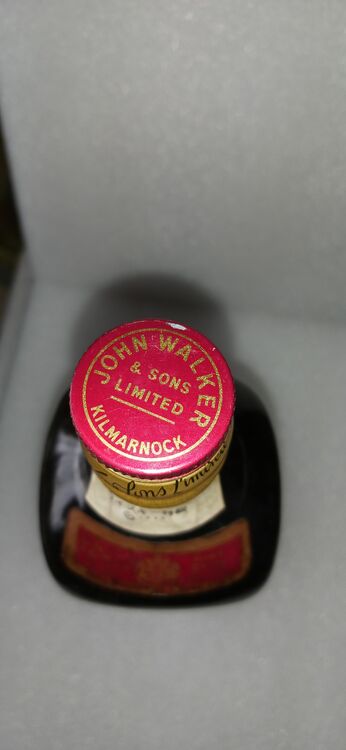 JOHN WALKER
& SONS
LIMITED
KILMARNOCK
Sons Limited